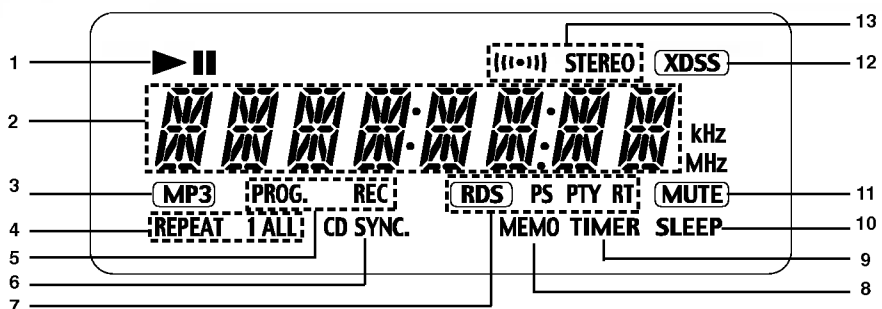 13
1 STEREO XDSS 12
2 kHz
MHz
3 MP3 PROG. REC RDS PS PTY RT MUTE 11
4 REPEAT 1 ALL CD SYNC. MEMO TIMER SLEEP 10
5
9
6
8
7